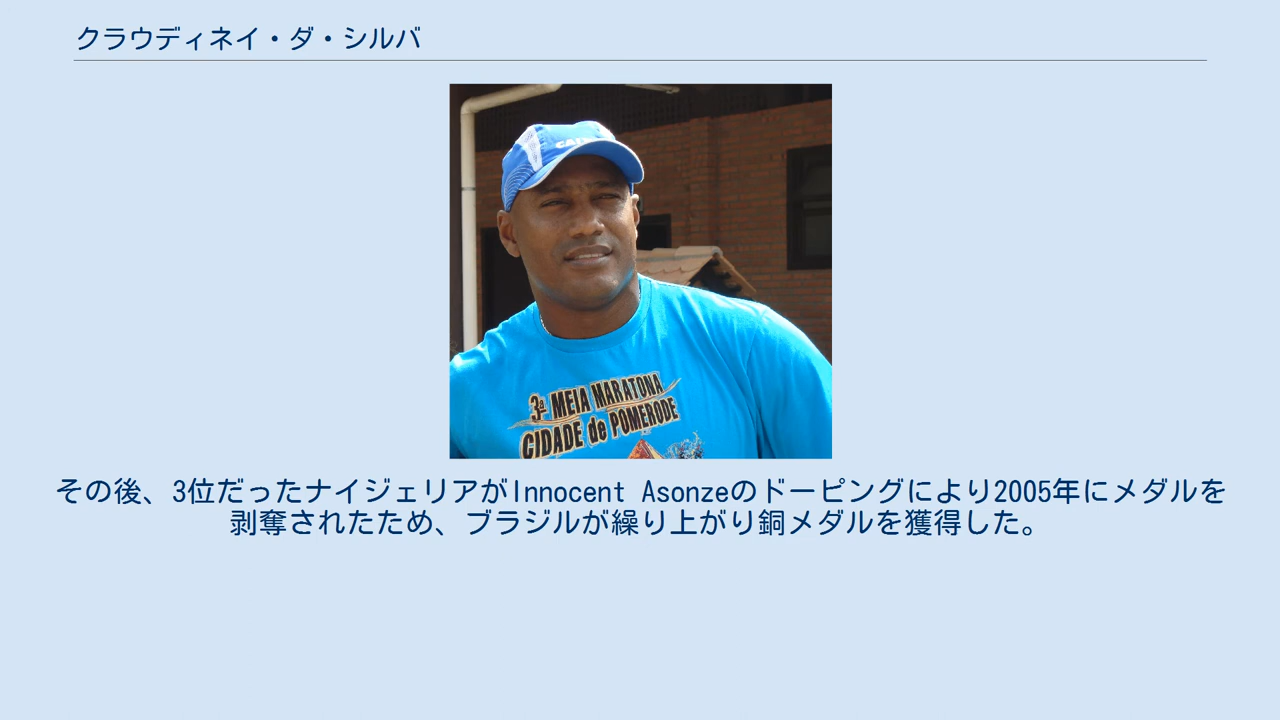 クラウディネイ・ダ・シルバ
3ª MEIA MARATONA
CIDADE de POMERODE
その後、3位だったナイジェリアがInnocent Asonzeのドーピングにより2005年にメダルを
剥奪されたため、ブラジルが繰り上がり銅メダルを獲得した。